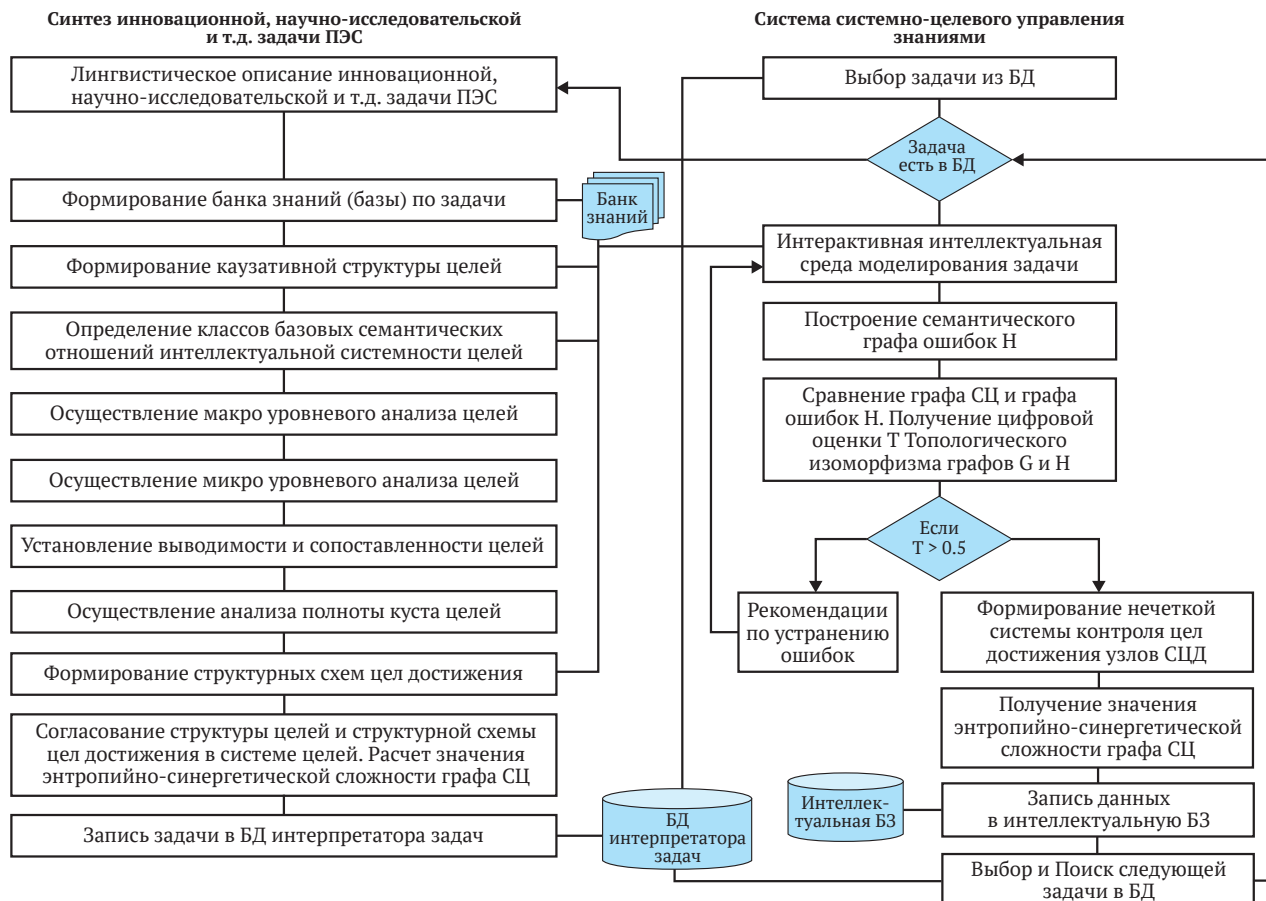 Синтез инновационной, научно-исследовательской
и т.д. задачи ПЭС
Лингвистическое описание инновационной,
научно-исследовательской и т.д. задачи ПЭС
Формирование банка знаний (базы) по задачи
Банк
знаний
Формирование каузативной структуры целей
Определение классов базовых семантических
отношений интеллектуальной системности целей
Осуществление макро уровневого анализа целей
Осуществление микро уровневого анализа целей
Установление выводимости и сопоставленности целей
Осуществление анализа полноты куста целей
Формирование структурных схем цел достижения
Согласование структуры целей и структурной схемы
цел достижения в системе целей. Расчет значения
энтропийно-синергетической сложности графа СЦ
Запись задачи в БД интерпретатора задач
БД
интерпретатора
задач
Система системно-целевого управления
знаниями
Выбор задачи из БД
Задача
есть в БД
Интерактивная интеллектуальная
среда моделирования задачи
Построение семантического
графа ошибок H
Сравнение графа СЦ и графа
ошибок H. Получение цифровой
оценки T Топологического
изоморфизма графов G и H
Если
T > 0.5
Рекомендации
по устранению
ошибок
Формирование нечеткой
системы контроля цел
достижения узлов СЦД
Получение значения
энтропийно-синергетической
сложности графа СЦ
Интеллек-
туальная БЗ
Запись данных
в интеллектуальную БЗ
Выбор и Поиск следующей
задачи в БД